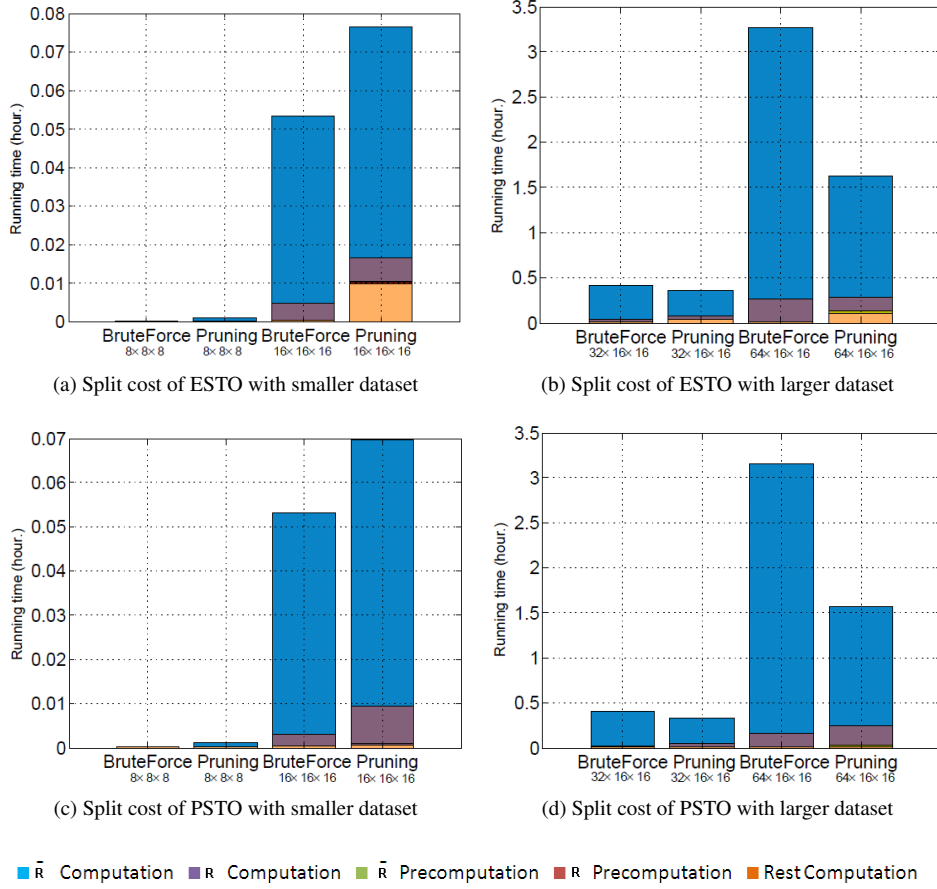 0.08
0.07
0.06
0.05
0.04
0.03
0.02
0.01
0
Running time (hour.)
BruteForce Pruning BruteForce Pruning
8× 8× 8 8× 8× 8 16× 16× 16 16× 16× 16
(a) Split cost of ESTO with smaller dataset
3.5
3
2.5
2
1.5
1
0.5
0
Running time (hour.)
BruteForce Pruning BruteForce Pruning
32× 16× 16 32× 16× 16 64× 16× 16 64× 16× 16
(b) Split cost of ESTO with larger dataset
0.07
0.06
0.05
0.04
0.03
0.02
0.01
0
Running time (hour.)
BruteForce Pruning BruteForce Pruning
8× 8× 8 8× 8× 8 16× 16× 16 16× 16× 16
(c) Split cost of PSTO with smaller dataset
3.5
3
2.5
2
1.5
1
0.5
0
Running time (hour.)
BruteForce Pruning BruteForce Pruning
32× 16× 16 32× 16× 16 64× 16× 16 64× 16× 16
(d) Split cost of PSTO with larger dataset
R̄ Computation R Computation R̄ Precomputation R Precomputation Rest Computation